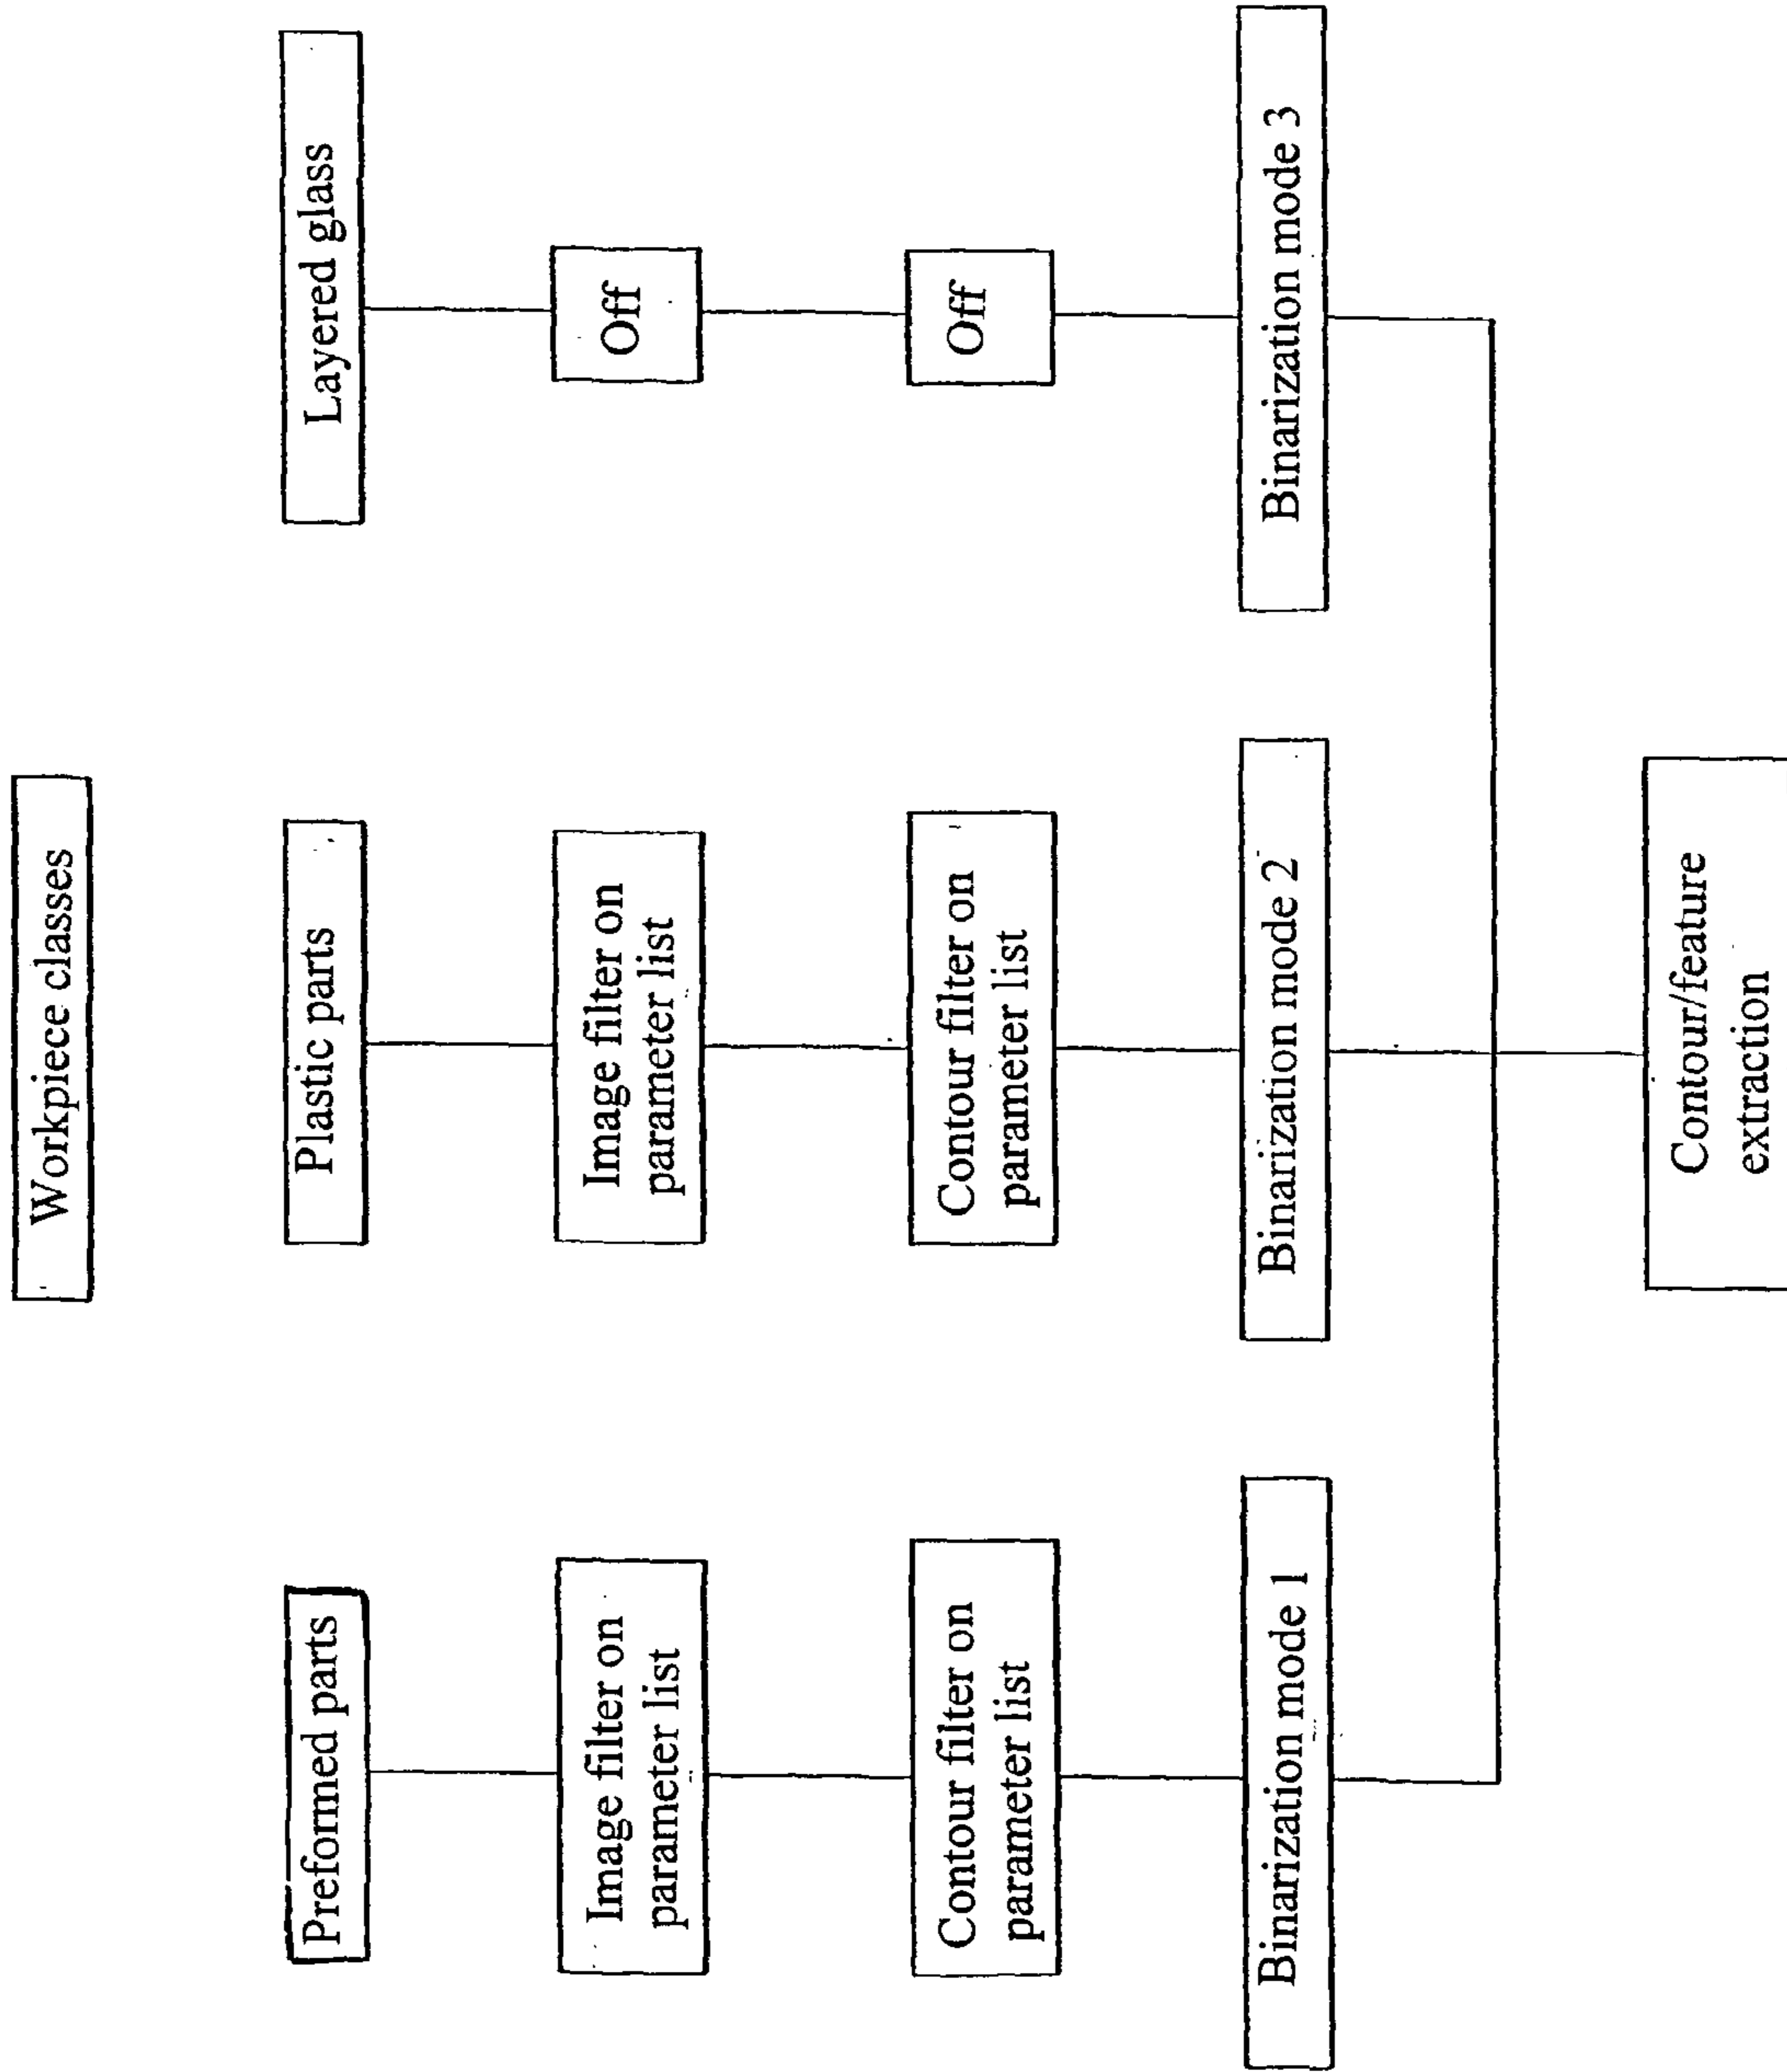 Workpiece classes
Preformed parts
Plastic parts
Layered glass
Image filter on
parameter list
Image filter on
parameter list
Off
Contour filter on
parameter list
Contour filter on
parameter list
Off
Binarization mode 1
Binarization mode 2
Binarization mode 3
Contour/feature
extraction